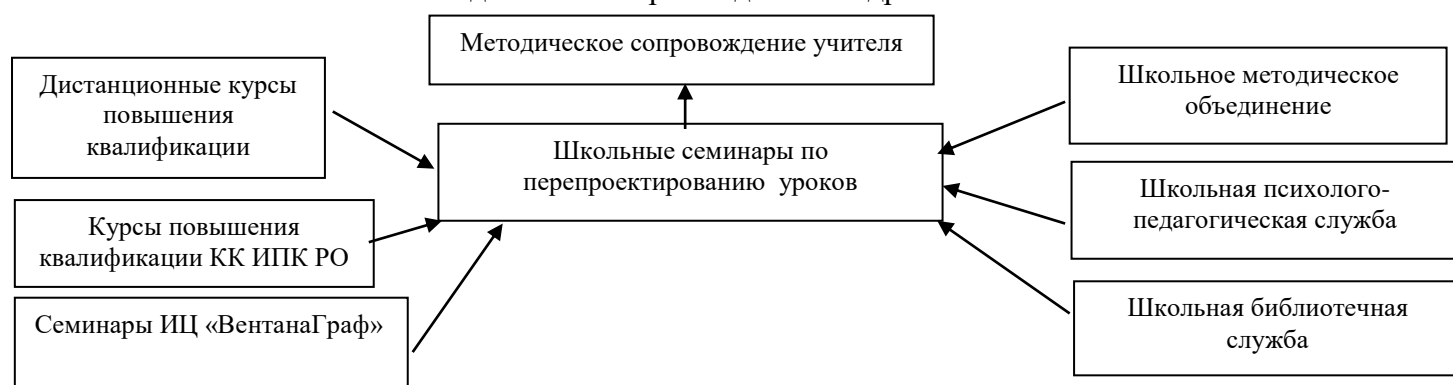 Методическое сопровождение учителя
Дистанционные курсы
повышения
квалификации
Школьные семинары по
перепроектированию уроков
Школьное методическое
объединение
Курсы повышения
квалификации КК ИПК РО
Школьная психолого-
педагогическая служба
Семинары ИЦ «ВентанаГраф»
Школьная библиотечная
служба